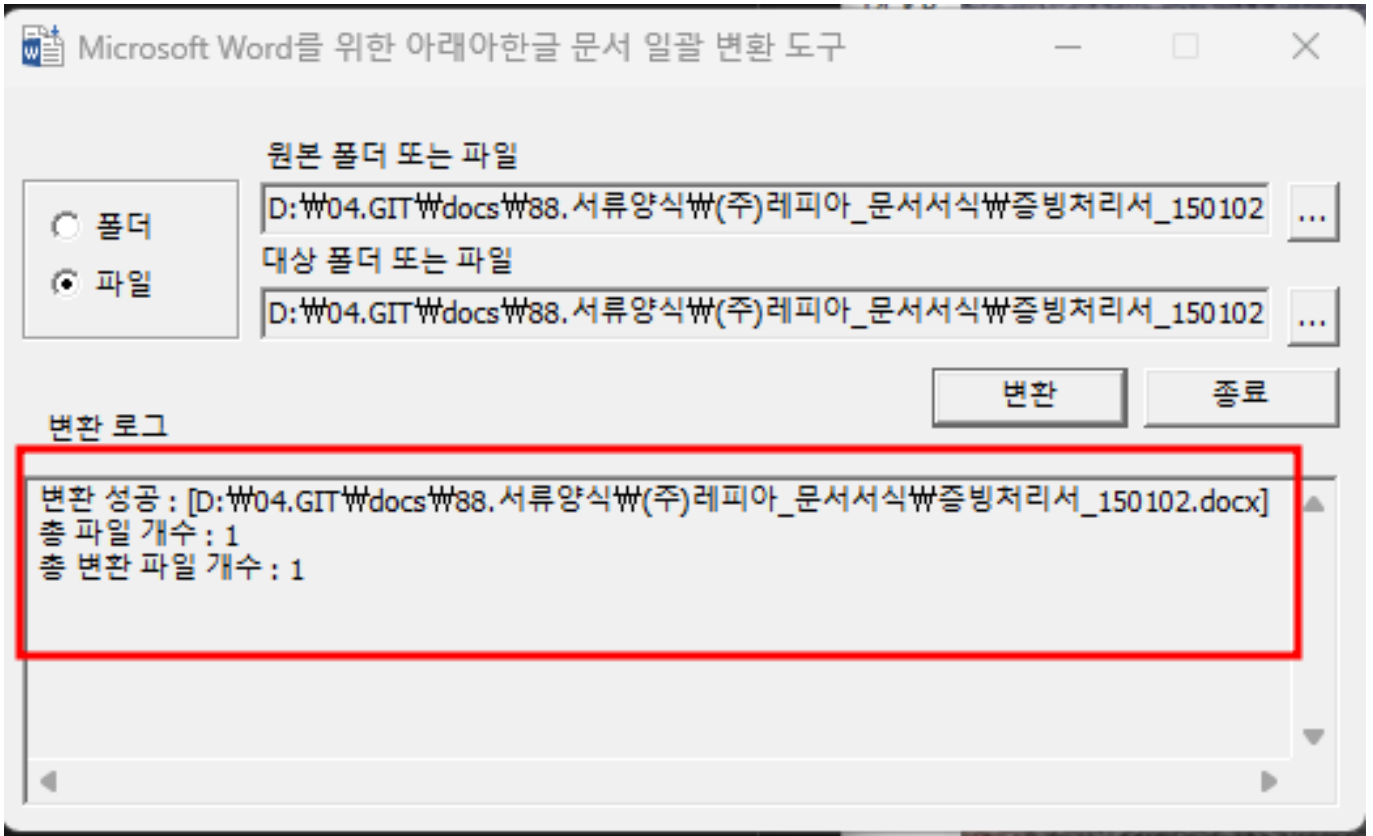 Microsoft Word를 위한 아래아한글 문서 일괄 변환 도구
원본 폴더 또는 파일
폴더
D:₩04.GIT₩docs₩88.서류양식₩(주)레피아_문서서식₩증빙처리서_150102
...
대상 폴더 또는 파일
파일
D:₩04.GIT₩docs₩88.서류양식₩(주)레피아_문서서식₩증빙처리서_150102
...
변환
종료
변환 로그
변환 성공 : [D:₩04.GIT₩docs₩88.서류양식₩(주)레피아_문서서식₩증빙처리서_150102.docx]
총 파일 개수 : 1
총 변환 파일 개수 : 1